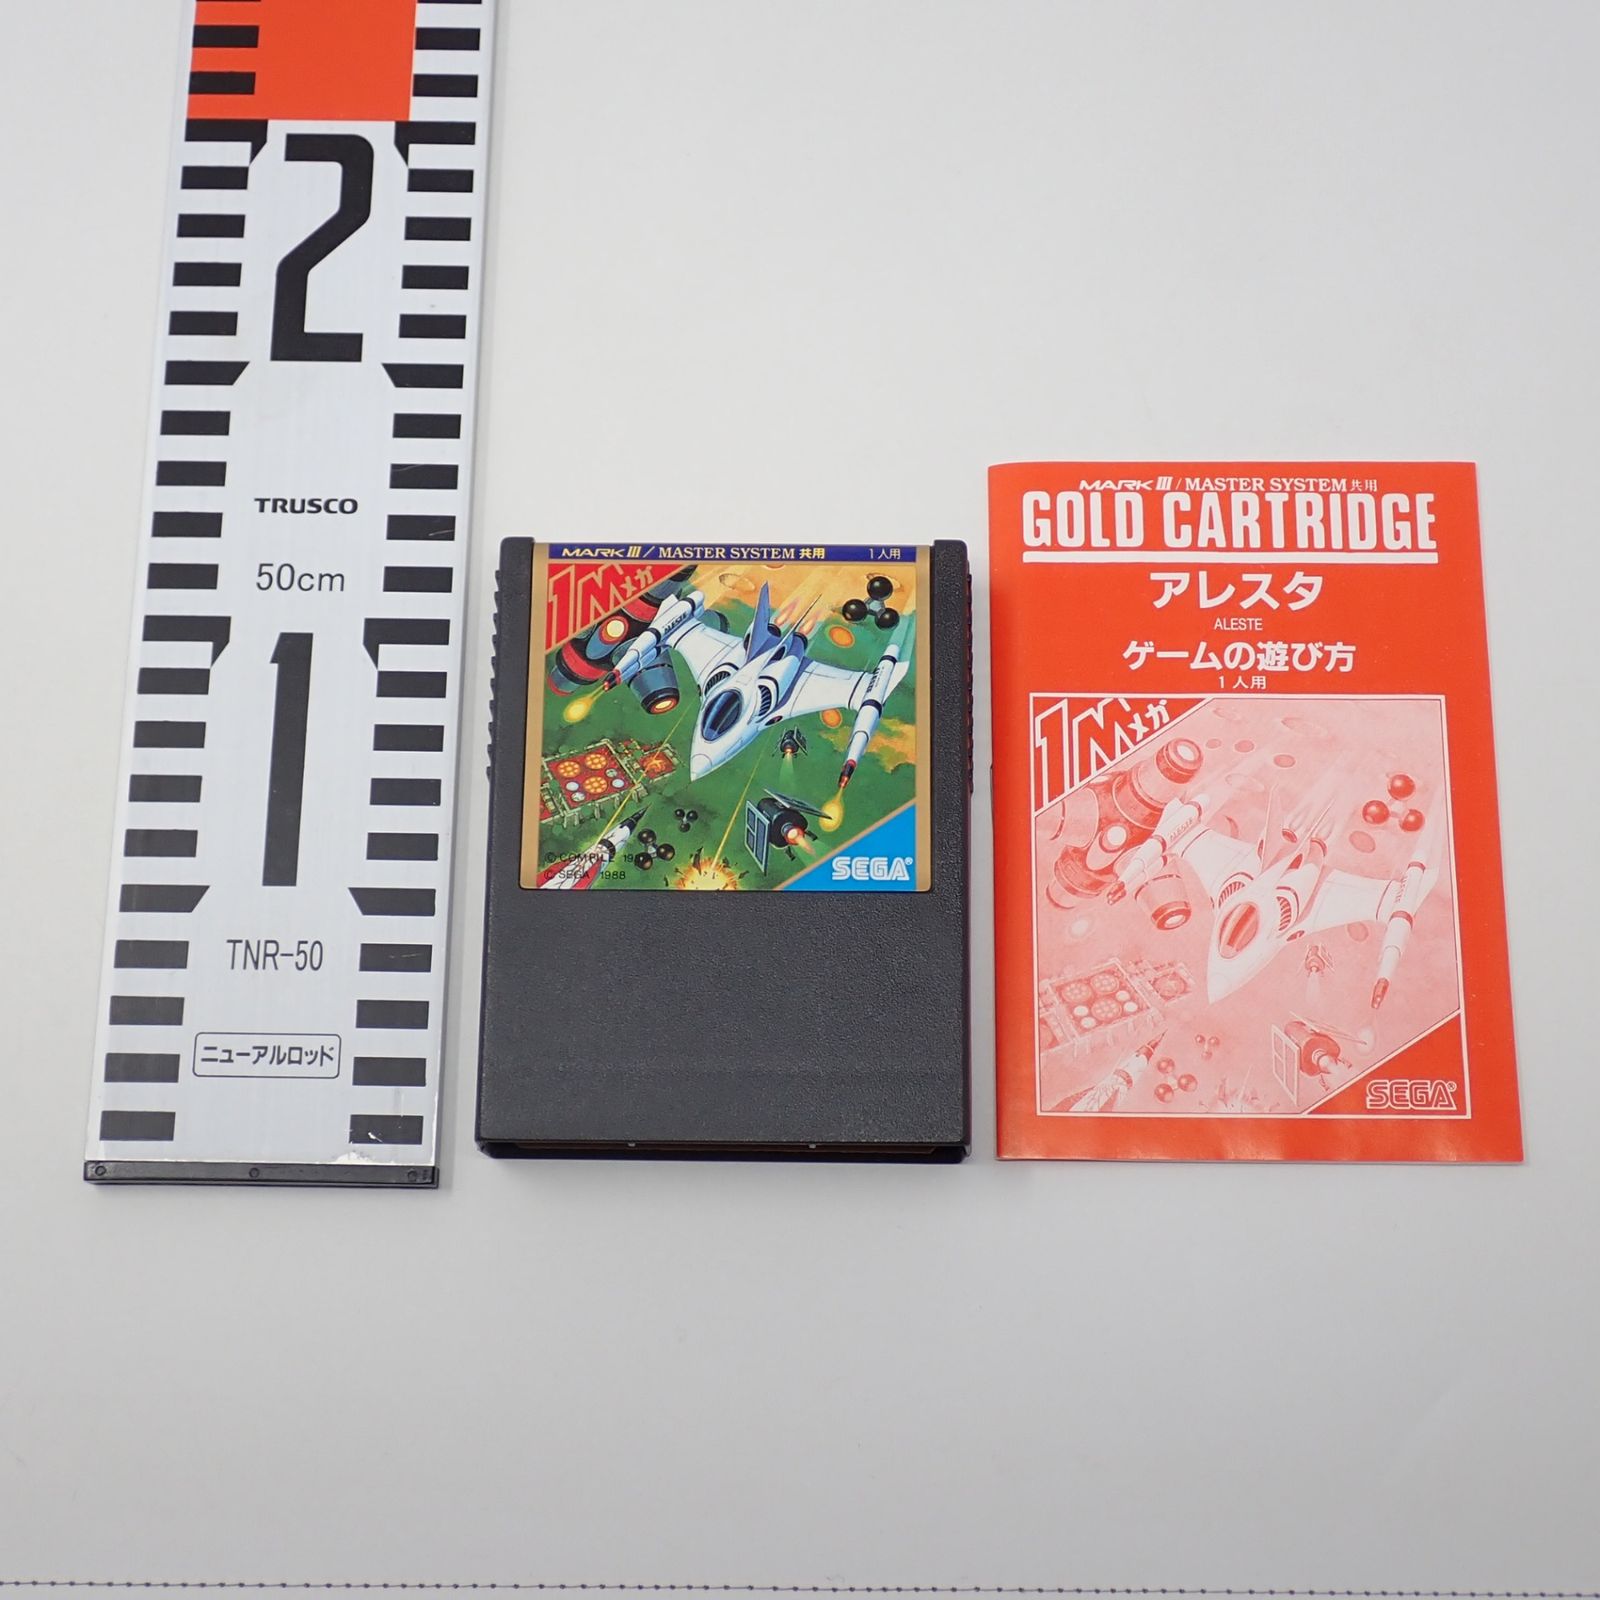 2
TRUSCO
50cm
1
TNR-50
ニューアルロッド
MARK III / MASTER SYSTEM 共用 1人用
1Mメガ
ALESTE
© COMPILE
© SEGA 1988
SEGA®
MARK III / MASTER SYSTEM 共用
GOLD CARTRIDGE
アレスタ
ALESTE
ゲームの遊び方
1人用
1Mメガ
ALESTE
SEGA®